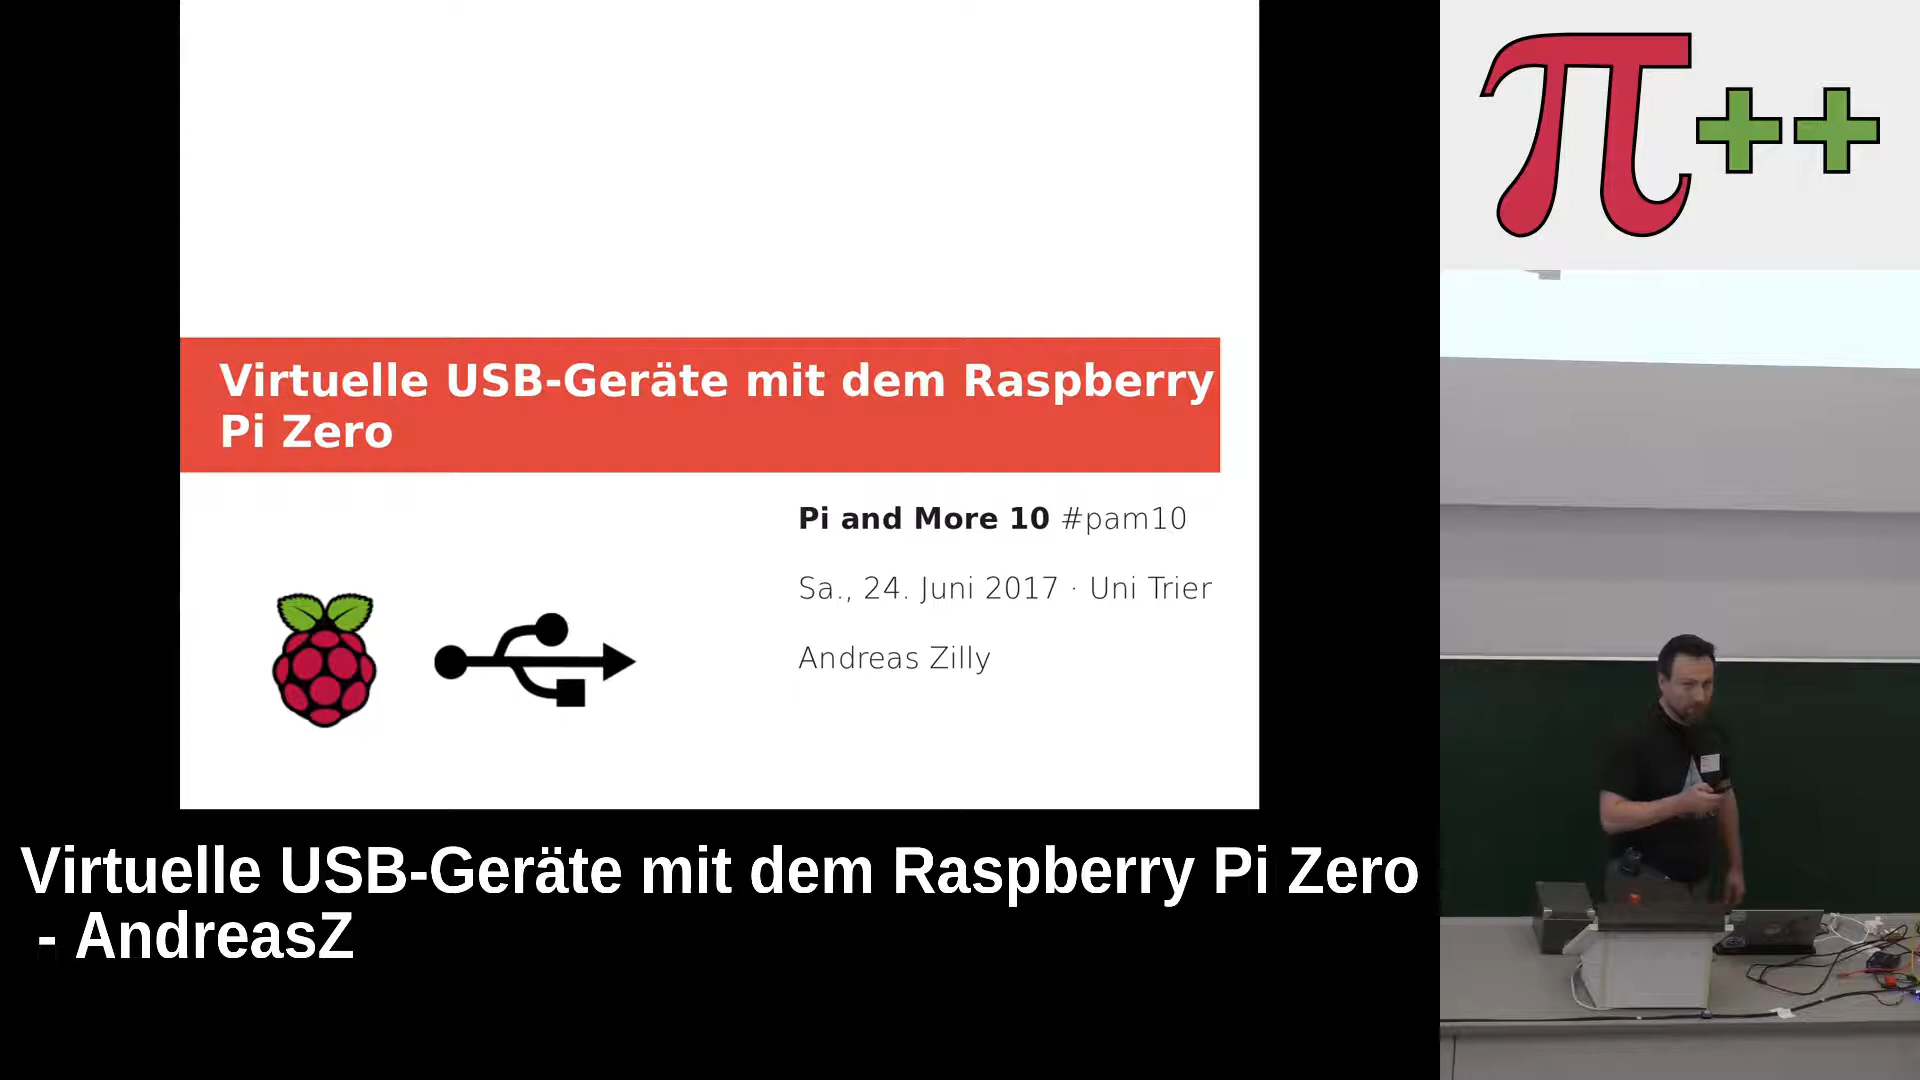 π++
Virtuelle USB-Geräte mit dem Raspberry
Pi Zero
Pi and More 10 #pam10
Sa., 24. Juni 2017 · Uni Trier
Andreas Zilly
Virtuelle USB-Geräte mit dem Raspberry Pi Zero
- AndreasZ